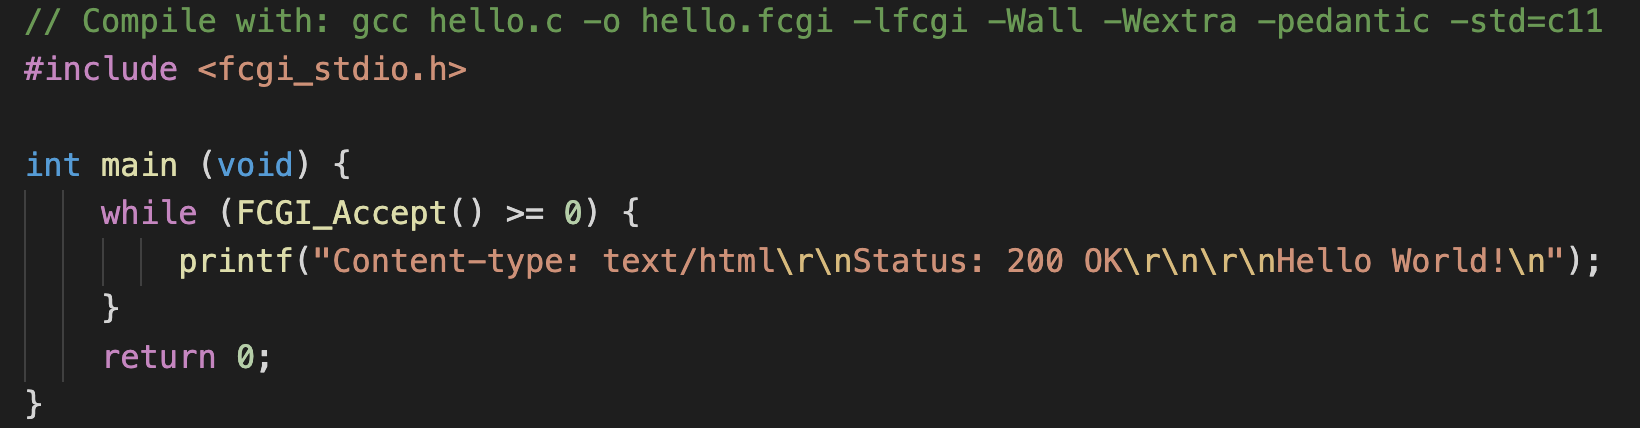 // Compile with: gcc hello.c -o hello.fcgi -lfcgi -Wall -Wextra -pedantic -std=c11
#include <fcgi_stdio.h>

int main (void) {
    while (FCGI_Accept() >= 0) {
        printf("Content-type: text/html\r\nStatus: 200 OK\r\n\r\nHello World!\n");
    }
    return 0;
}